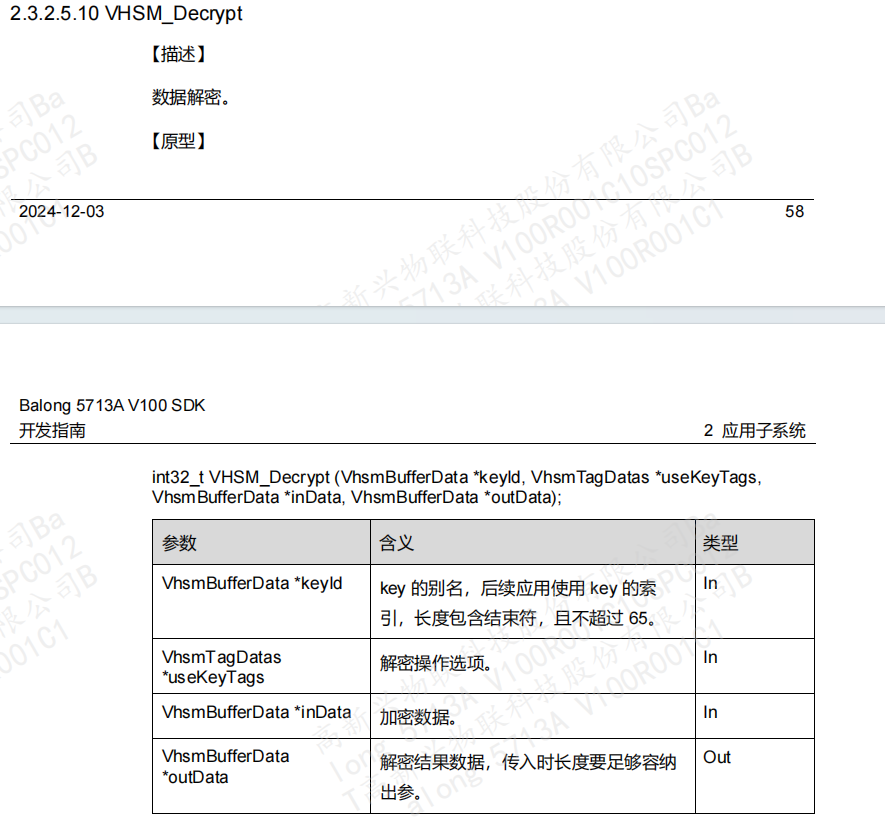 2.3.2.5.10 VHSM_Decrypt
【描述】
数据解密。
【原型】
2024-12-03
58
Balong 5713A V100 SDK
开发指南
2 应用子系统
int32_t VHSM_Decrypt (VhsmBufferData *keyId, VhsmTagDatas *useKeyTags,
VhsmBufferData *inData, VhsmBufferData *outData);
参数
含义
类型
VhsmBufferData *keyId
key 的别名，后续应用使用 key 的索
引，长度包含结束符，且不超过 65。
In
VhsmTagDatas
*useKeyTags
解密操作选项。
In
VhsmBufferData *inData
加密数据。
In
VhsmBufferData
*outData
解密结果数据，传入时长度要足够容纳
出参。
Out